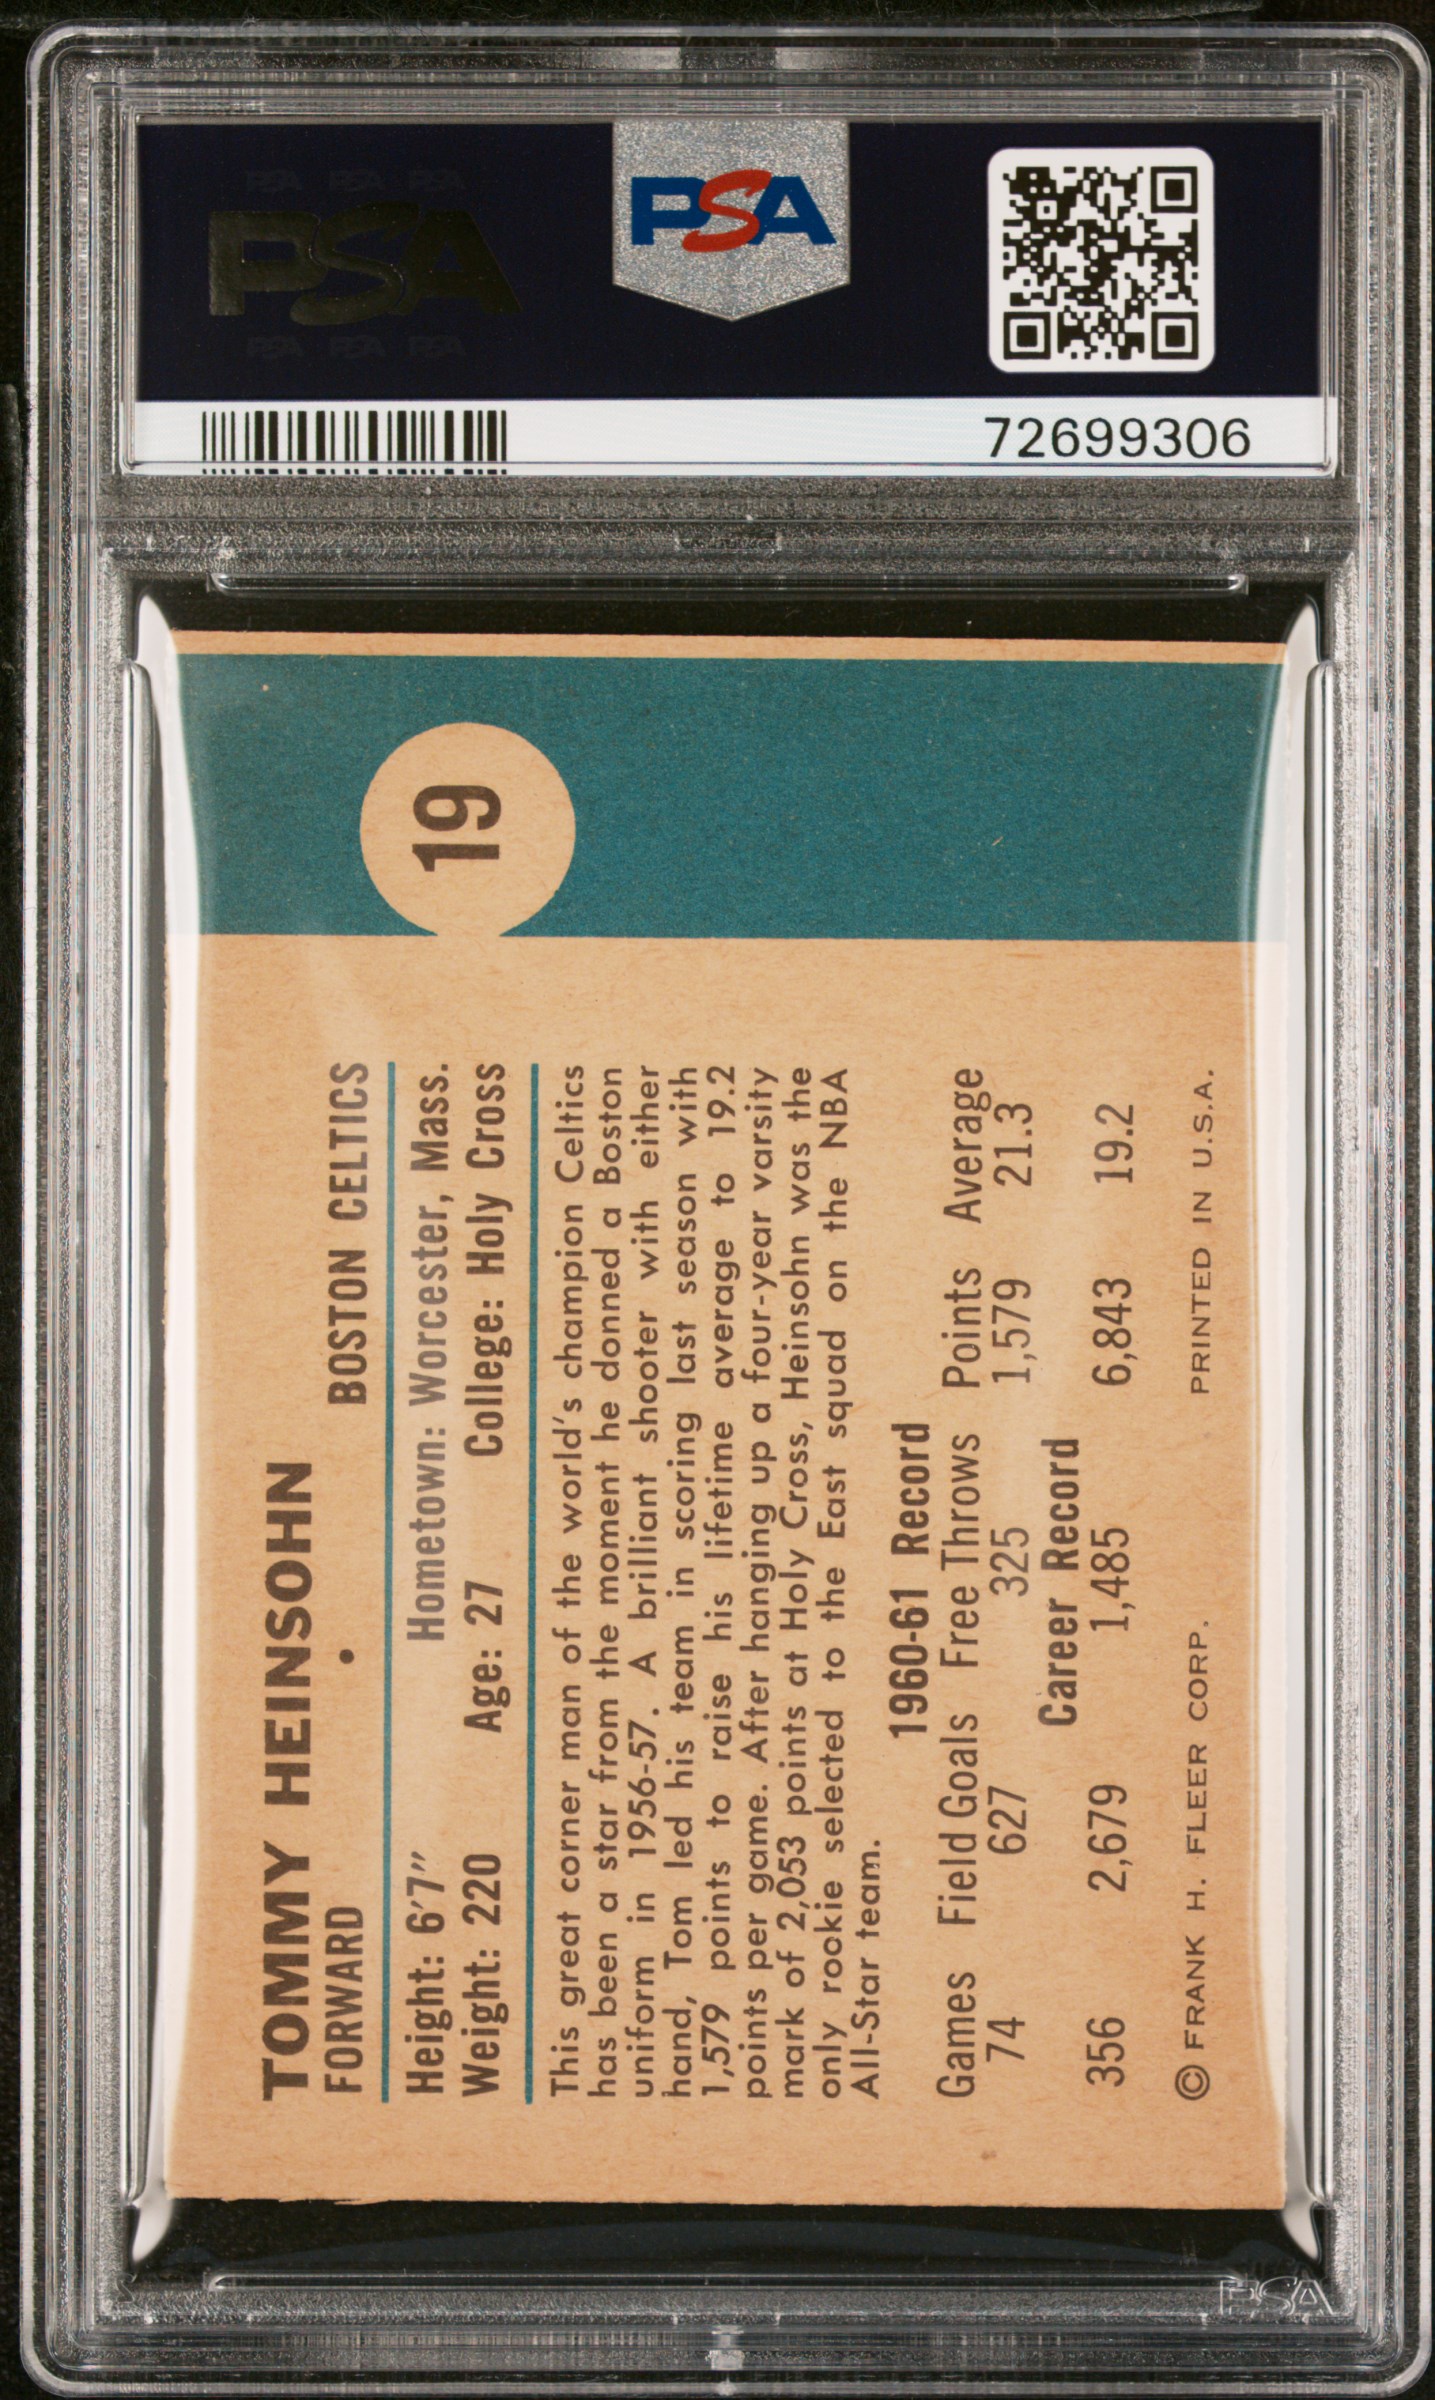 PSA PSA PSA
PSA
PSA PSA PSA
PSA
72699306
19
TOMMY HEINSOHN
FORWARD • BOSTON CELTICS
Height: 6'7" Hometown: Worcester, Mass.
Weight: 220 Age: 27 College: Holy Cross
This great corner man of the world's champion Celtics
has been a star from the moment he donned a Boston
uniform in 1956-57. A brilliant shooter with either
hand, Tom led his team in scoring last season with
1,579 points to raise his lifetime average to 19.2
points per game. After hanging up a four-year varsity
mark of 2,053 points at Holy Cross, Heinsohn was the
only rookie selected to the East squad on the NBA
All-Star team.
1960-61 Record
Games Field Goals Free Throws Points Average
74 627 325 1,579 21.3
Career Record
356 2,679 1,485 6,843 19.2
© FRANK H. FLEER CORP. PRINTED IN U.S.A.
PSA